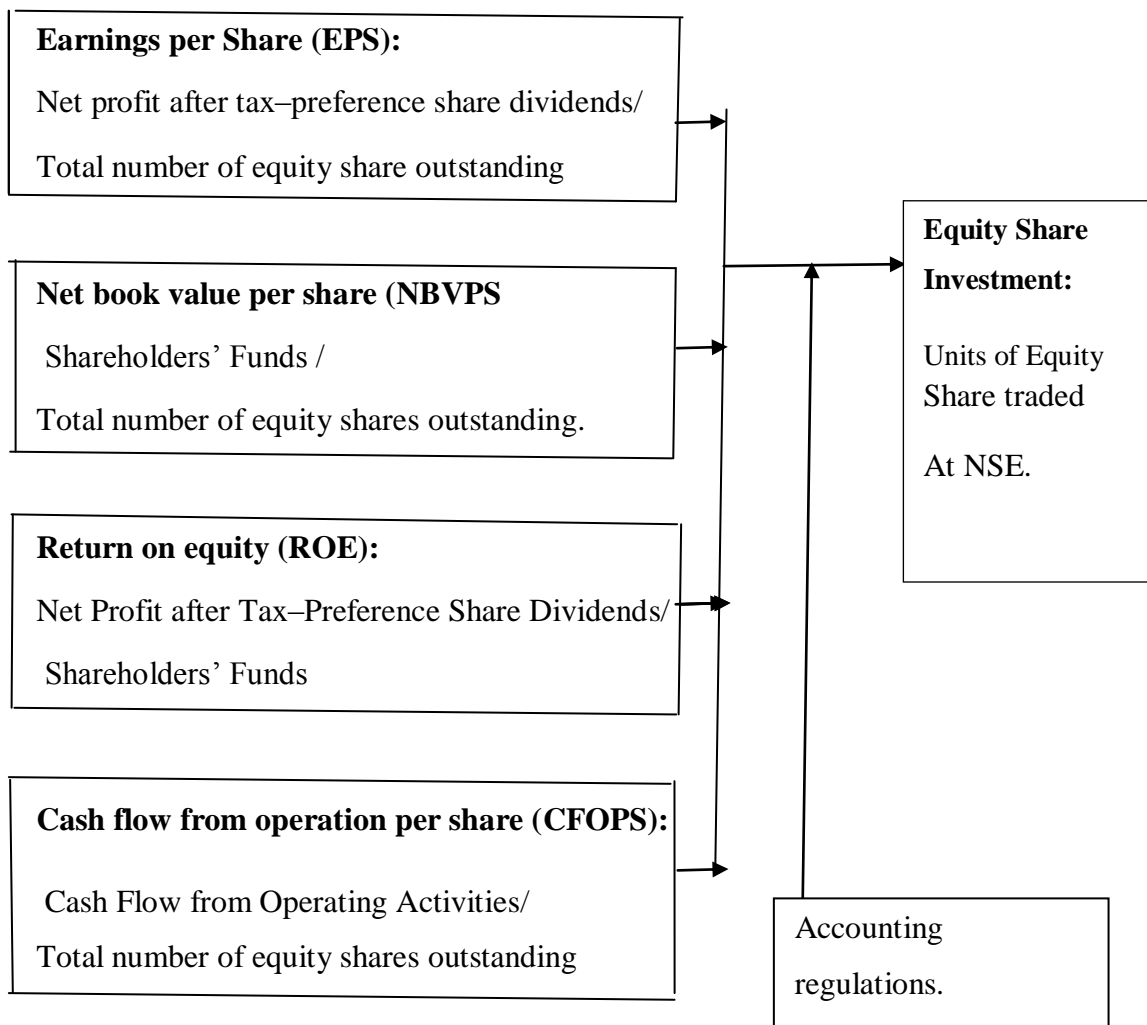 Earnings per Share (EPS):
Net profit after tax–preference share dividends/
Total number of equity share outstanding
Net book value per share (NBVPS
Shareholders’ Funds /
Total number of equity shares outstanding.
Return on equity (ROE):
Net Profit after Tax–Preference Share Dividends/
Shareholders’ Funds
Cash flow from operation per share (CFOPS):
Cash Flow from Operating Activities/
Total number of equity shares outstanding
Equity Share
Investment:
Units of Equity
Share traded
At NSE.
Accounting
regulations.